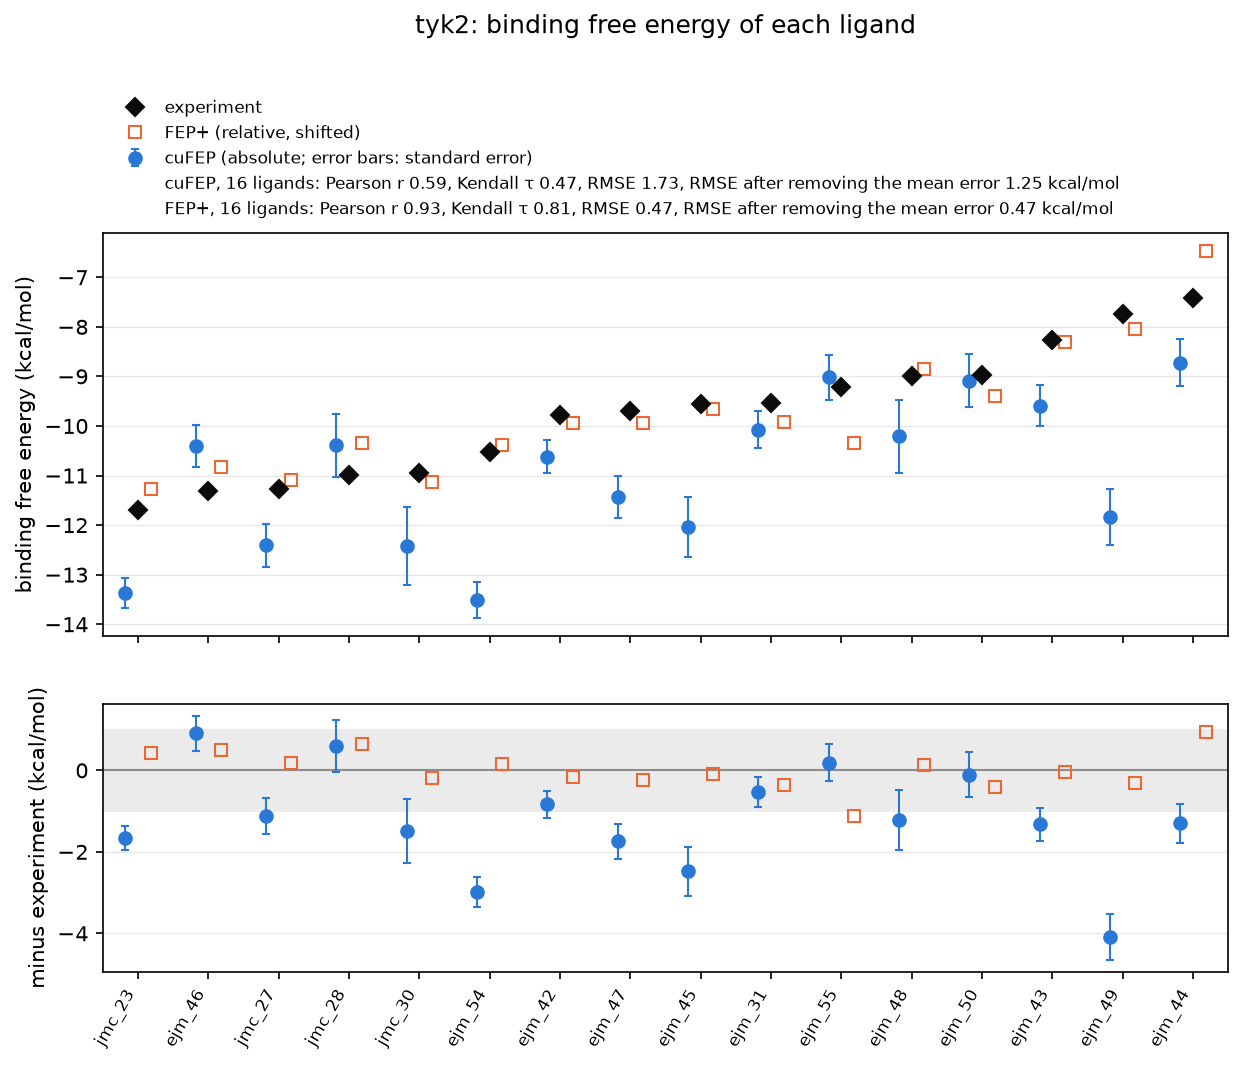 tyk2: binding free energy of each ligand
experiment
FEP+ (relative, shifted)
cuFEP (absolute; error bars: standard error)
cuFEP, 16 ligands: Pearson r 0.59, Kendall τ 0.47, RMSE 1.73, RMSE after removing the mean error 1.25 kcal/mol
FEP+, 16 ligands: Pearson r 0.93, Kendall τ 0.81, RMSE 0.47, RMSE after removing the mean error 0.47 kcal/mol
binding free energy (kcal/mol)
−7
−8
−9
−10
−11
−12
−13
−14
minus experiment (kcal/mol)
0
−2
−4
jmc_23
ejm_46
jmc_27
jmc_28
jmc_30
ejm_54
ejm_42
ejm_47
ejm_45
ejm_31
ejm_55
ejm_48
ejm_50
ejm_43
ejm_49
ejm_44